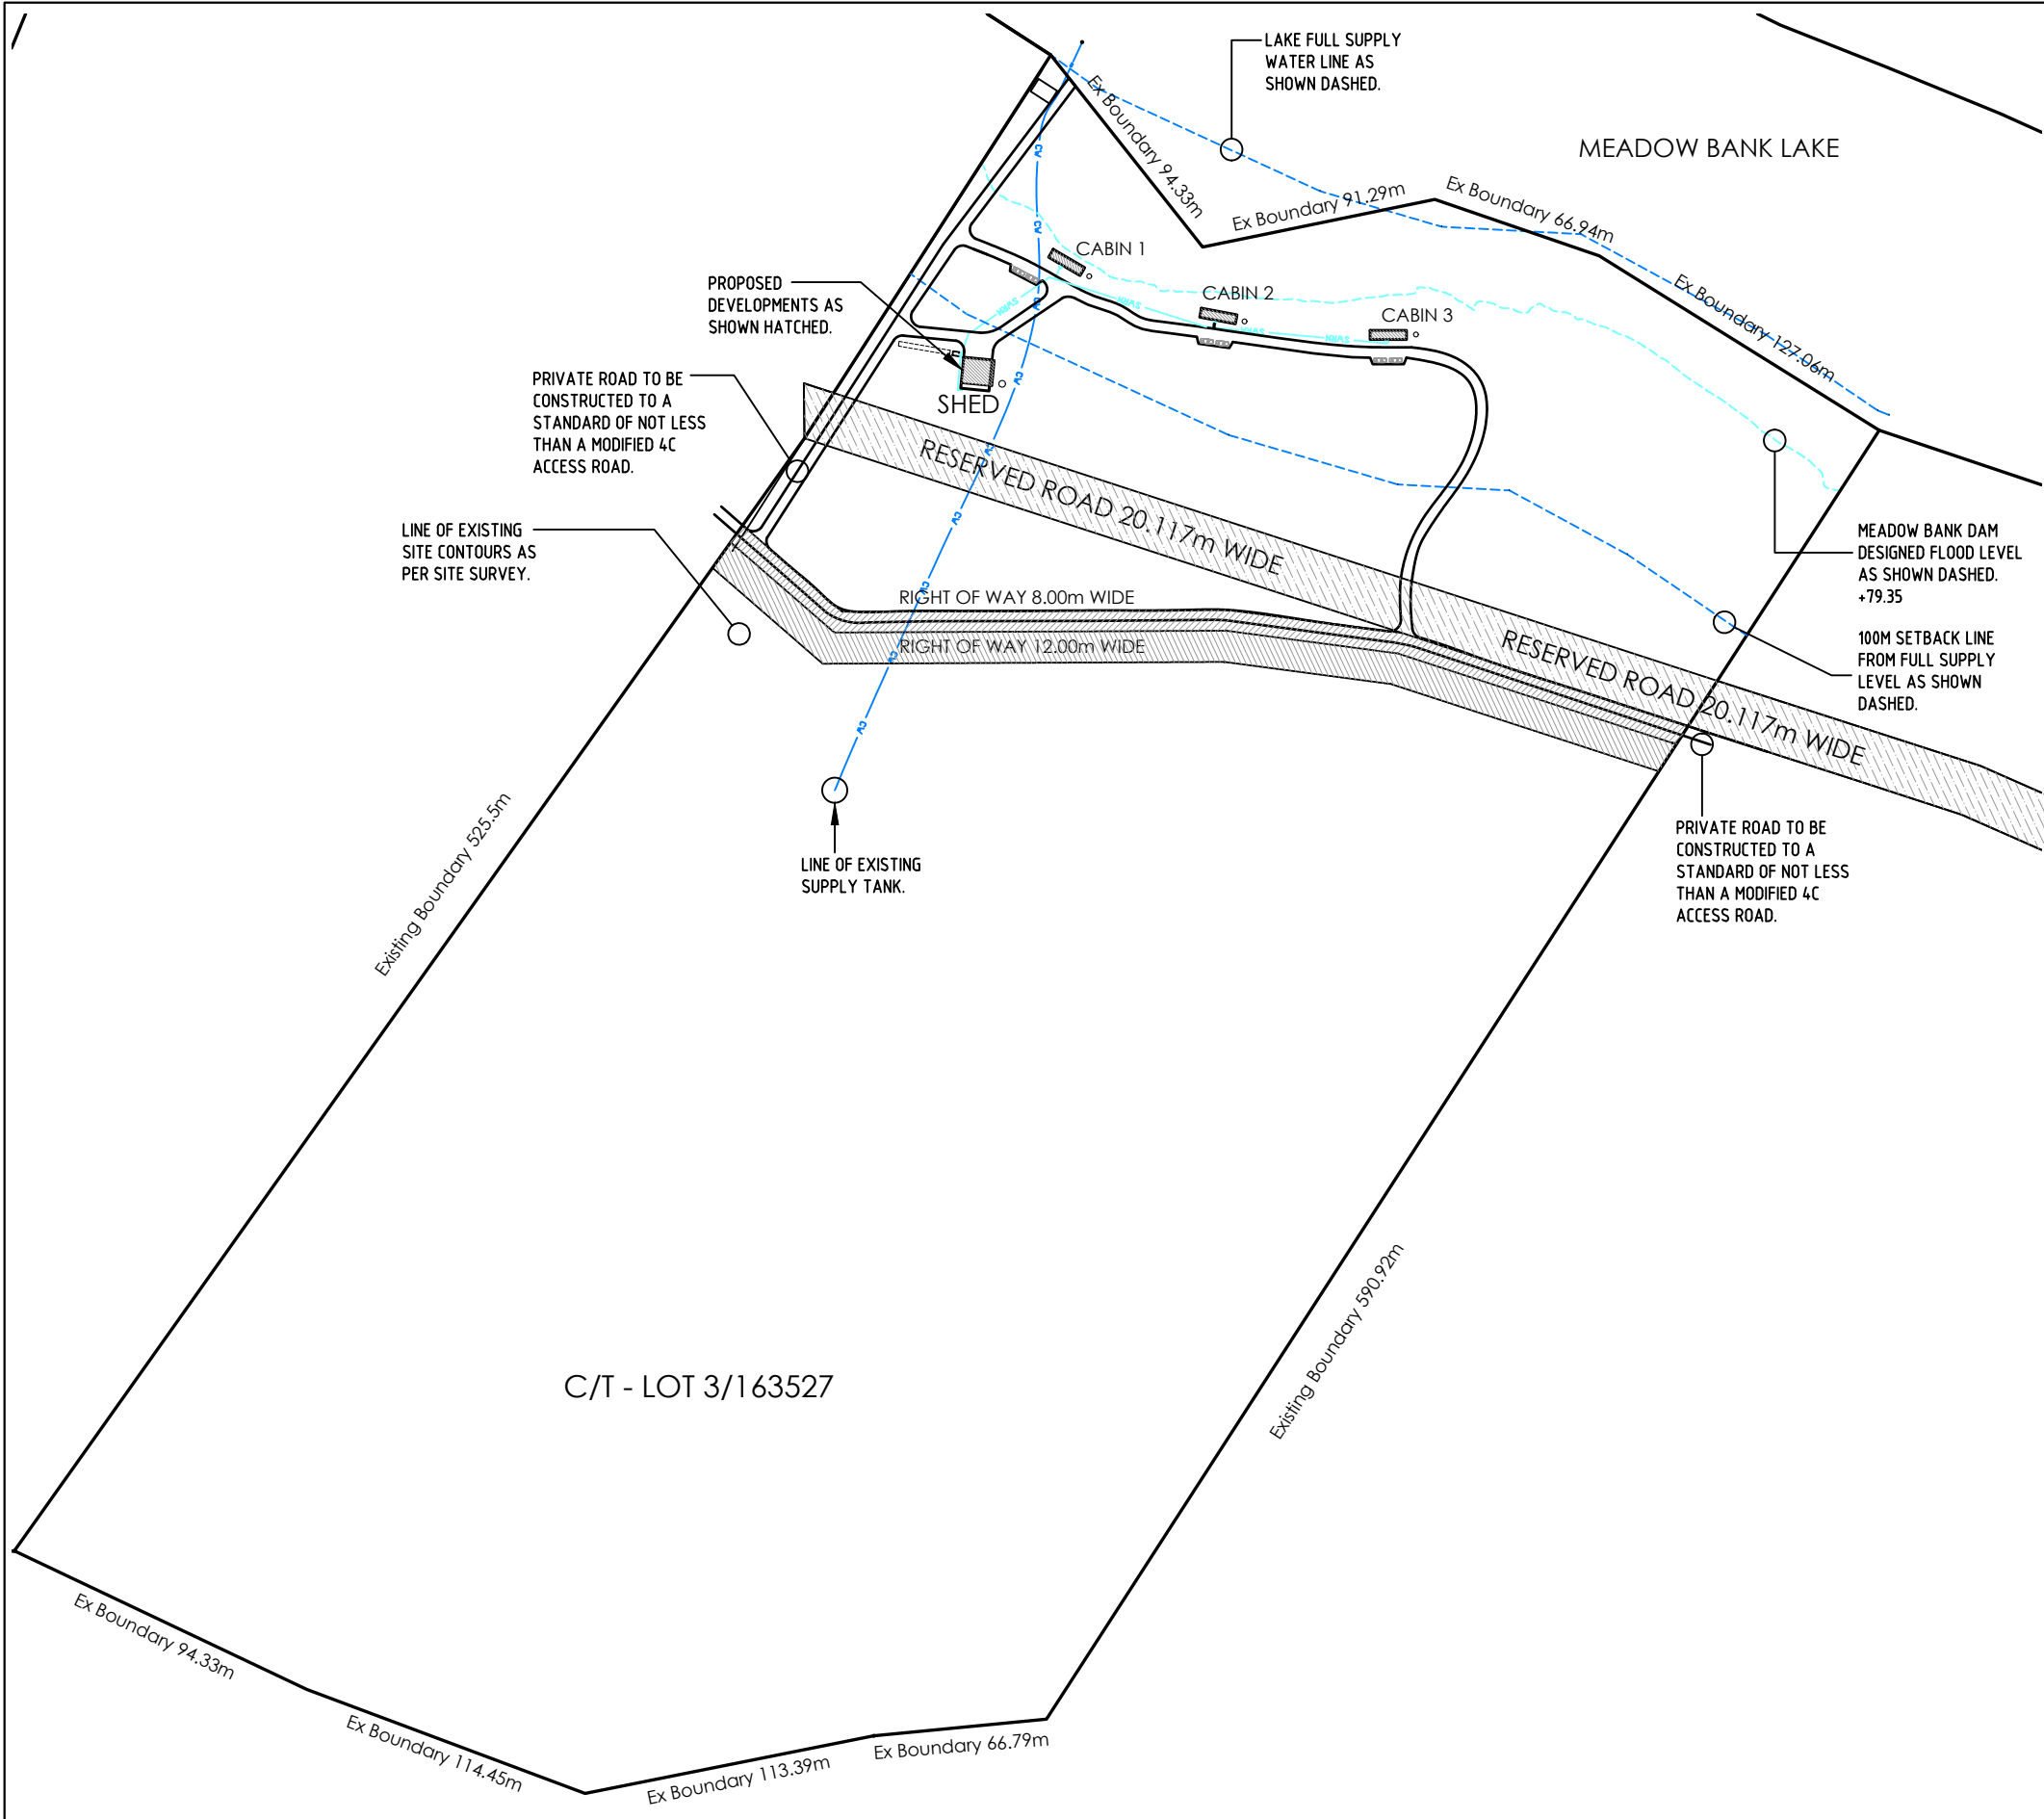 LAKE FULL SUPPLY
WATER LINE AS
SHOWN DASHED.
MEADOW BANK LAKE
Ex Boundary 94.33m
Ex Boundary 91.29m
Ex Boundary 66.94m
Ex Boundary 127.06m
CABIN 1
CABIN 2
CABIN 3
PROPOSED
DEVELOPMENTS AS
SHOWN HATCHED.
SHED
PRIVATE ROAD TO BE
CONSTRUCTED TO A
STANDARD OF NOT LESS
THAN A MODIFIED 4C
ACCESS ROAD.
RESERVED ROAD 20.117m WIDE
LINE OF EXISTING
SITE CONTOURS AS
PER SITE SURVEY.
MEADOW BANK DAM
DESIGNED FLOOD LEVEL
AS SHOWN DASHED.
+79.35
RIGHT OF WAY 8.00m WIDE
RIGHT OF WAY 12.00m WIDE
RESERVED ROAD 20.117m WIDE
100M SETBACK LINE
FROM FULL SUPPLY
LEVEL AS SHOWN
DASHED.
LINE OF EXISTING
SUPPLY TANK.
PRIVATE ROAD TO BE
CONSTRUCTED TO A
STANDARD OF NOT LESS
THAN A MODIFIED 4C
ACCESS ROAD.
Existing Boundary 525.5m
Existing Boundary 590.92m
C/T - LOT 3/163527
Ex Boundary 94.33m
Ex Boundary 114.45m
Ex Boundary 113.39m
Ex Boundary 66.79m